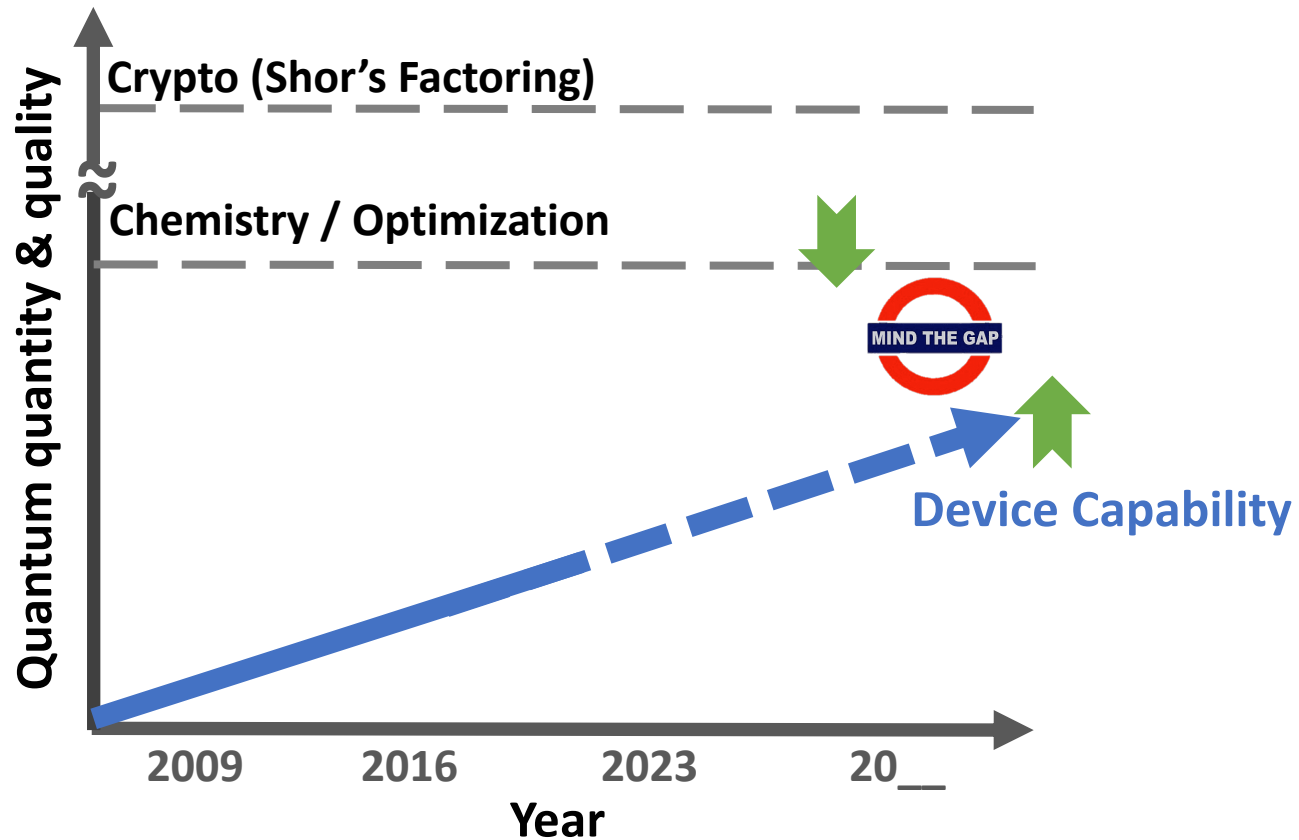 Quantum quantity & quality
Crypto (Shor's Factoring)
Chemistry / Optimization
MIND THE GAP
Device Capability
2009 2016 2023 20__
Year